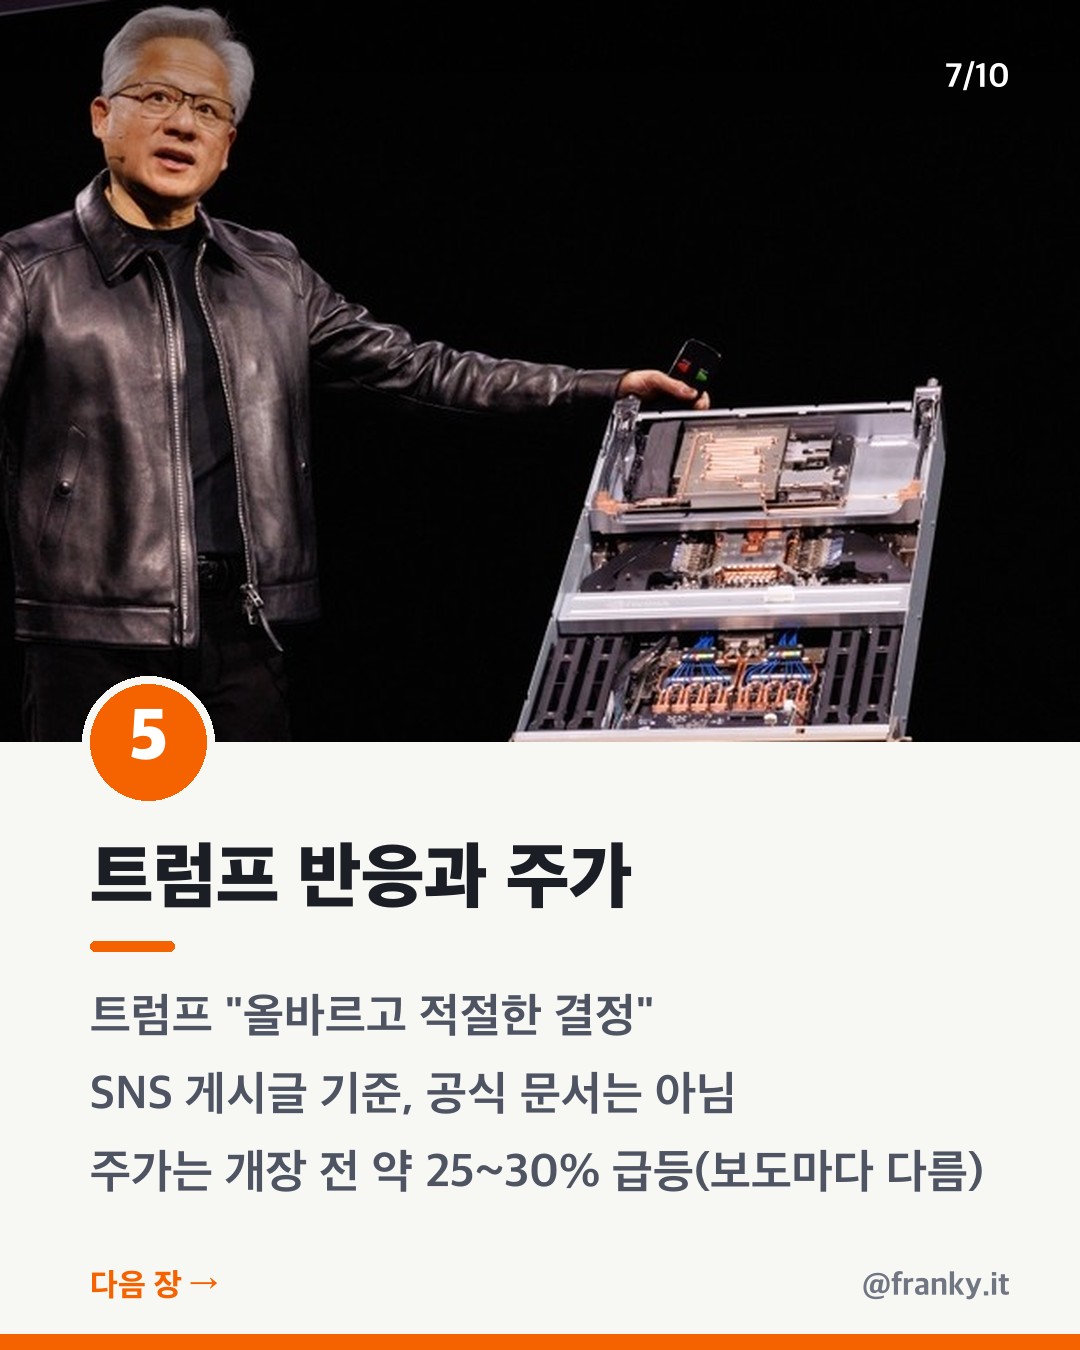 7/10
5
트럼프 반응과 주가
트럼프 "올바르고 적절한 결정"
SNS 게시글 기준, 공식 문서는 아님
주가는 개장 전 약 25~30% 급등(보도마다 다름)
다음 장 →
@franky.it